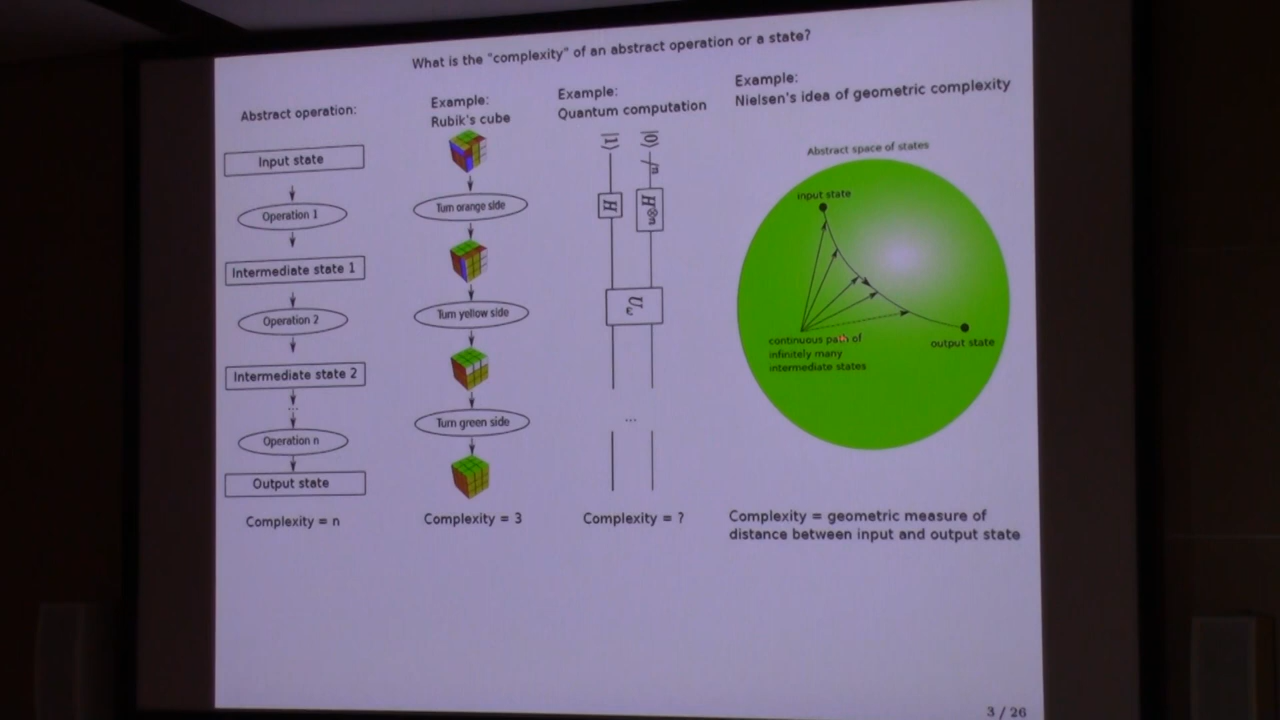 What is the "complexity" of an abstract operation or a state?
Abstract operation:
Input state
Operation 1
Intermediate state 1
Operation 2
Intermediate state 2
...
Operation n
Output state
Complexity = n
Example:
Rubik's cube
Turn orange side
Turn yellow side
Turn green side
Complexity = 3
Example:
Quantum computation
|1⟩
|0⟩
/n
H
H⊗n
Uω
...
Complexity = ?
Example:
Nielsen's idea of geometric complexity
Abstract space of states
input state
continuous path of
infinitely many
intermediate states
output state
Complexity = geometric measure of
distance between input and output state
3 / 26